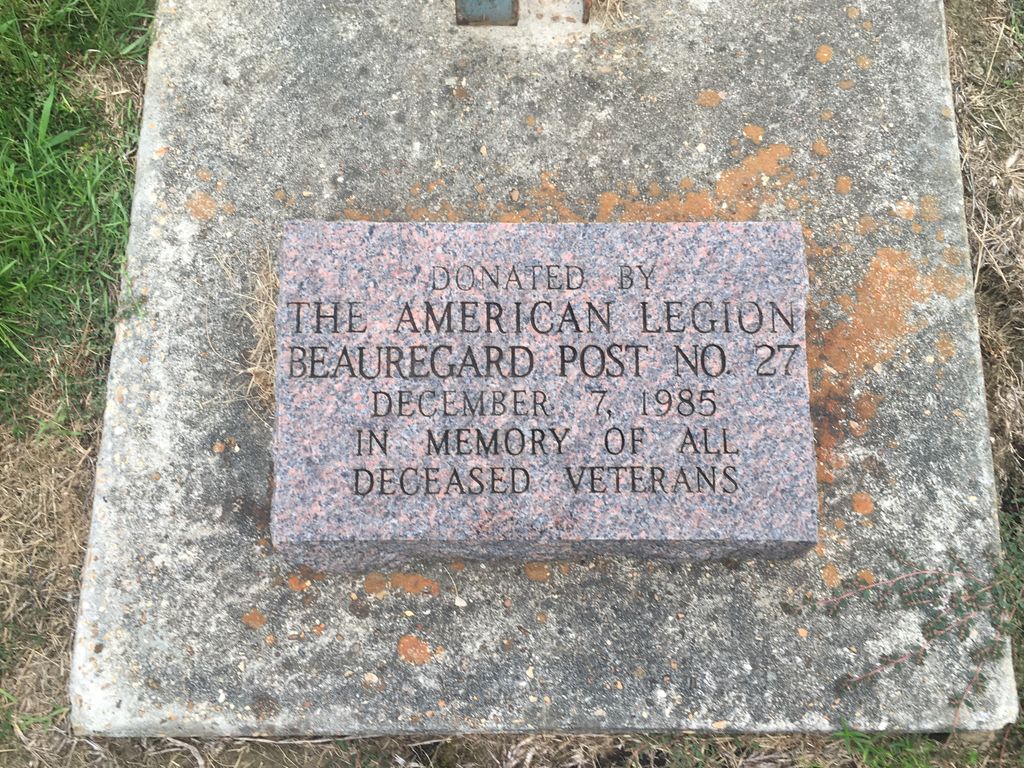 DONATED BY
THE AMERICAN LEGION
BEAUREGARD POST NO. 27
DECEMBER 7, 1985
IN MEMORY OF ALL
DECEASED VETERANS